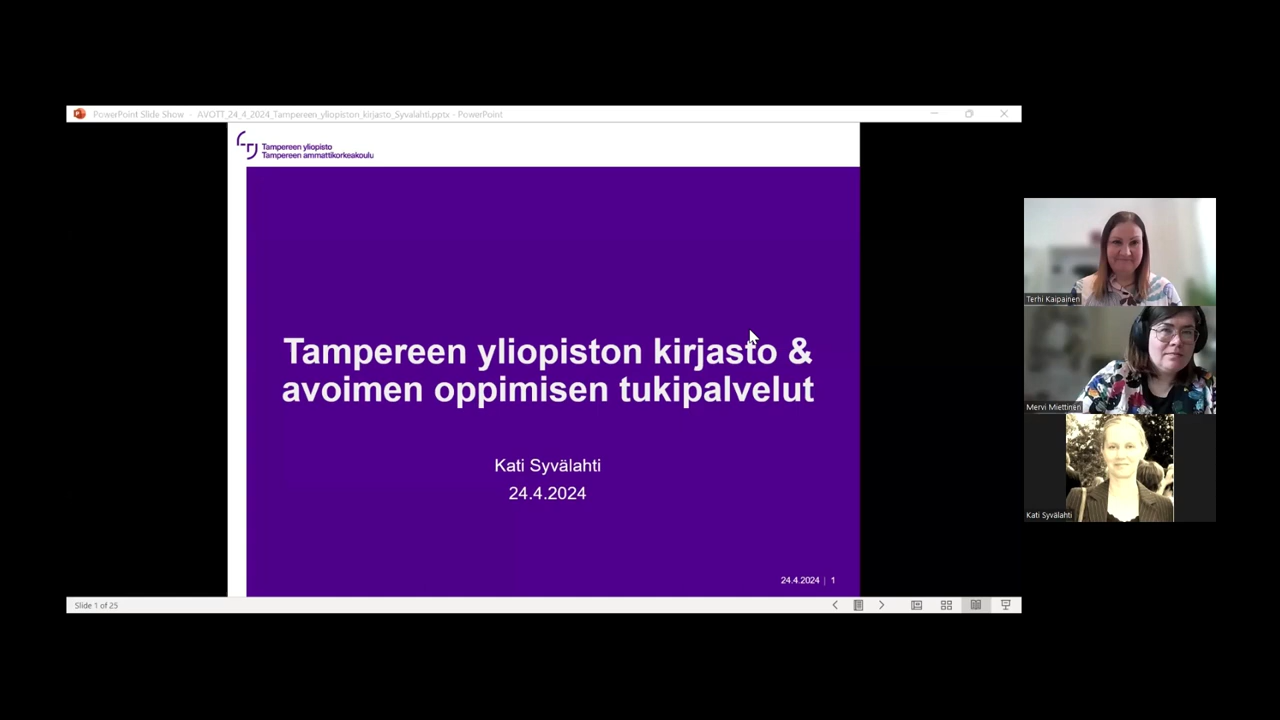 PowerPoint Slide Show - AVOTT_24_4_2024_Tampereen_yliopiston_kirjasto_Syvalahti.pptx - PowerPoint
Tampereen yliopisto
Tampereen ammattikorkeakoulu
Tampereen yliopiston kirjasto &
avoimen oppimisen tukipalvelut
Kati Syvälahti
24.4.2024
24.4.2024 | 1
Slide 1 of 25
Terhi Kaipainen
Mervi Miettinen
Kati Syvälahti